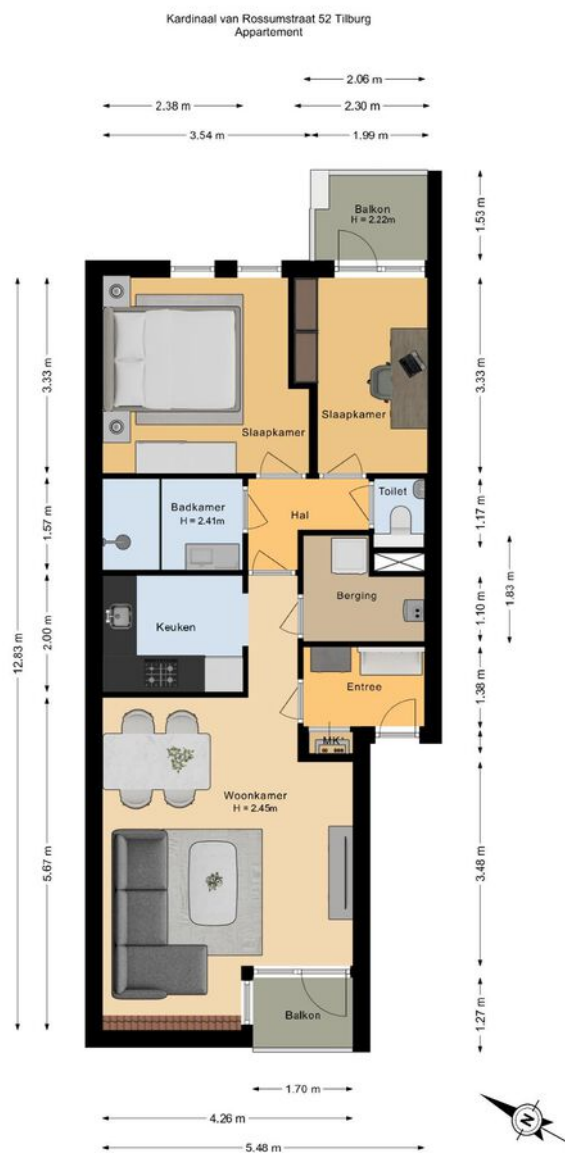 Kardinaal van Rossumstraat 52 Tilburg
Appartement
2.06 m
2.38 m
2.30 m
3.54 m
1.99 m
Balkon
H = 2.22m
1.53 m
3.33 m
3.33 m
Slaapkamer
Slaapkamer
Badkamer
H = 2.41m
Hal
Toilet
1.57 m
1.17 m
12.83 m
2.00 m
Keuken
Berging
1.10 m
1.83 m
Entree
1.38 m
MK
Woonkamer
H = 2.45m
5.67 m
3.48 m
Balkon
1.27 m
1.70 m
4.26 m
5.48 m
N